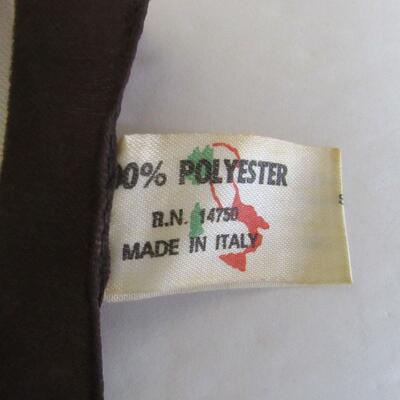 00% POLYESTER
R.N. 14750
MADE IN ITALY
S